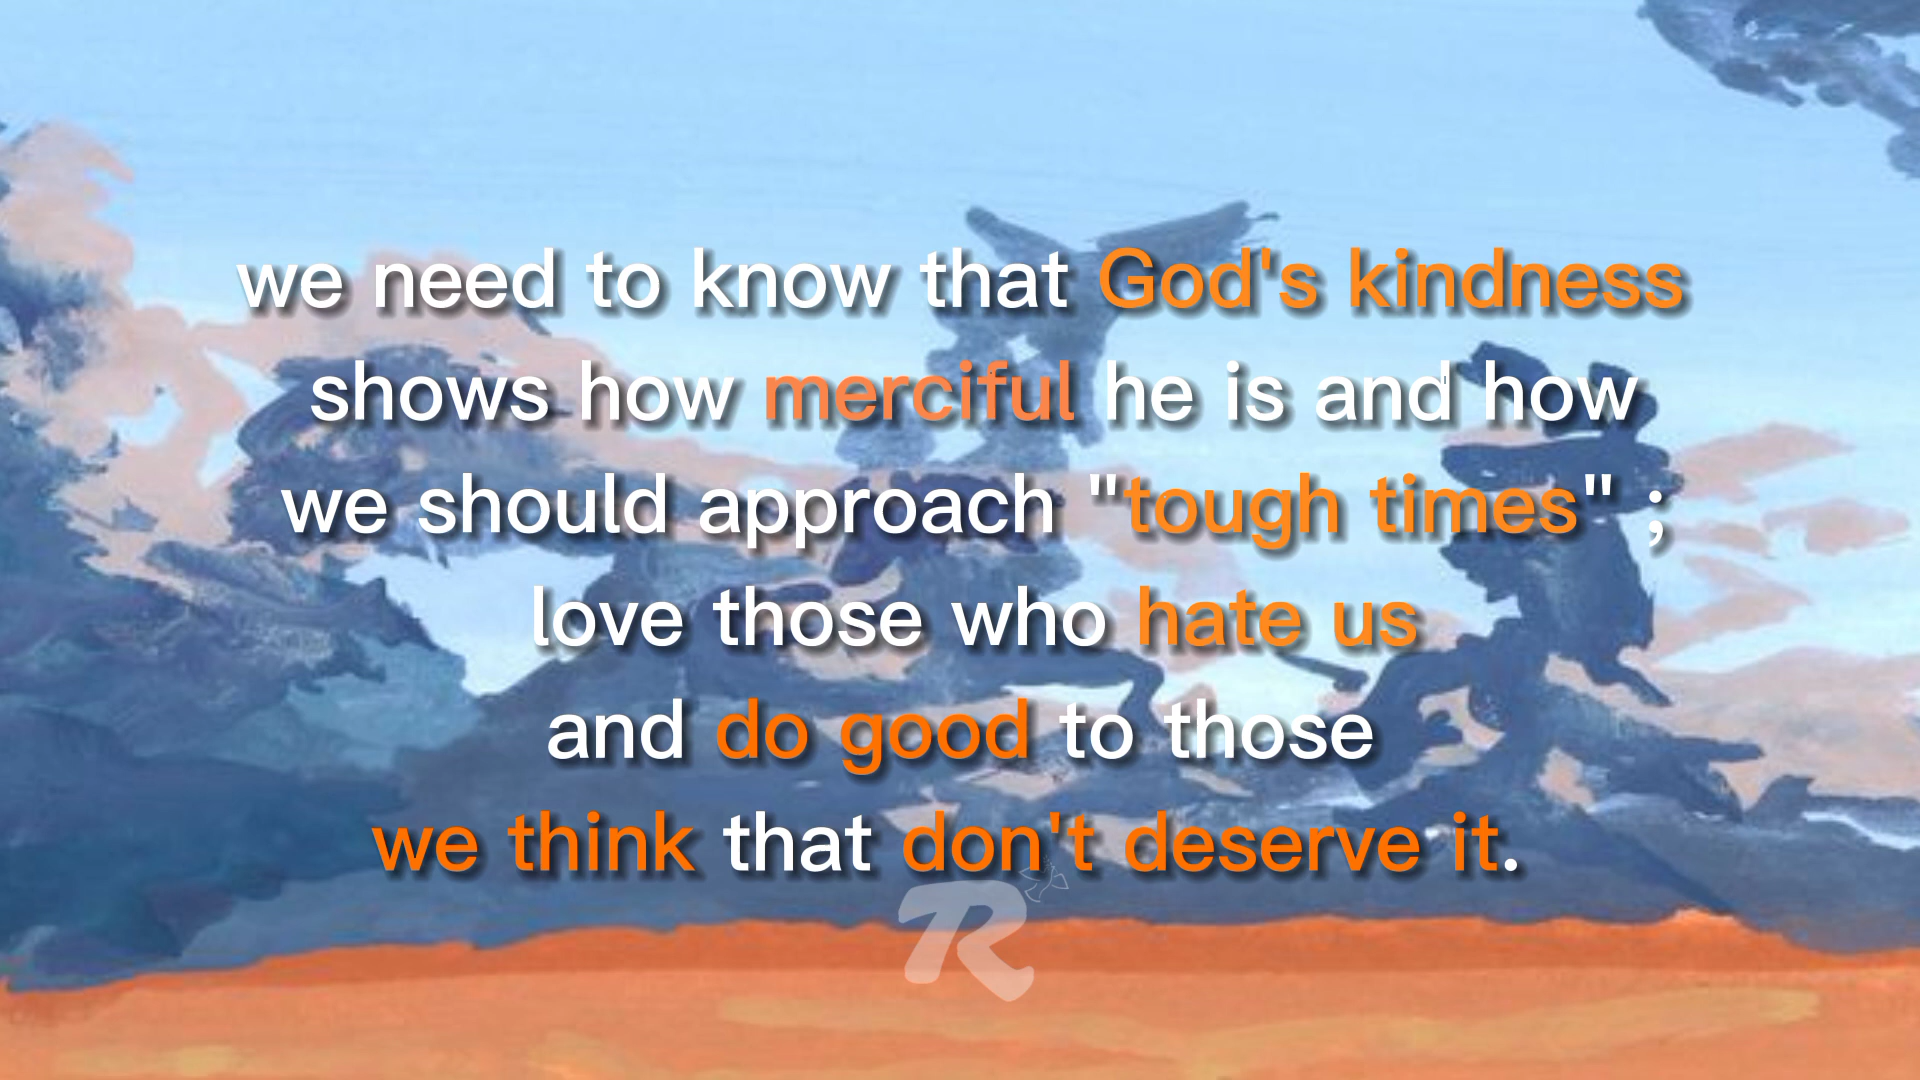 we need to know that God's kindness
shows how merciful he is and how
we should approach "tough times" ;
love those who hate us
and do good to those
we think that don't deserve it.
R